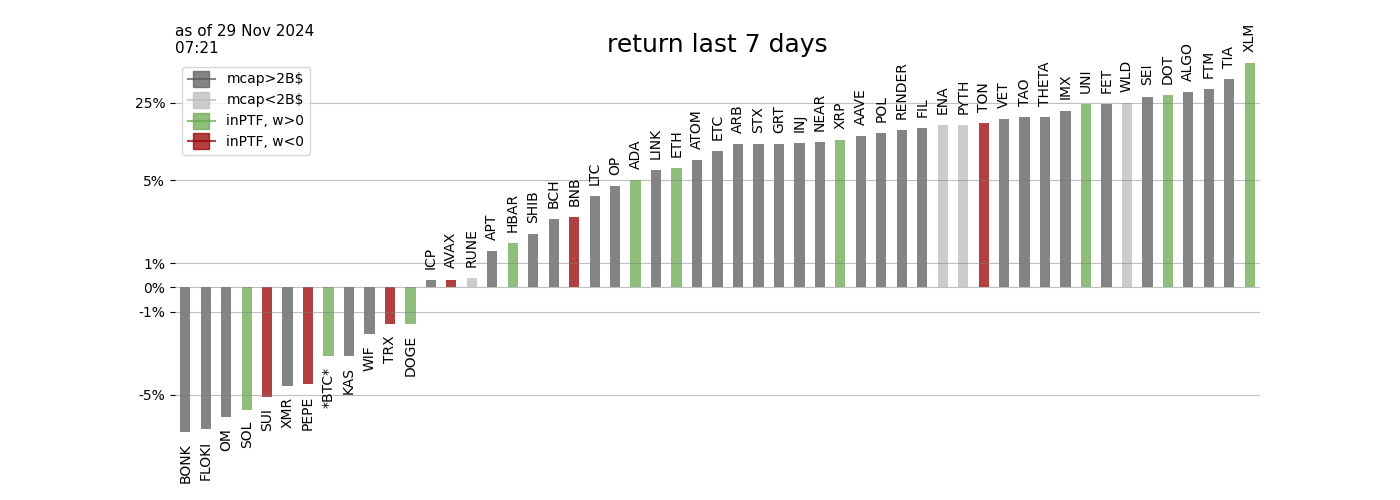 as of 29 Nov 2024
07:21
return last 7 days
mcap>2B$
mcap<2B$
inPTF, w>0
inPTF, w<0
25%
5%
1%
0%
-1%
-5%
BONK
FLOKI
OM
SOL
SUI
XMR
PEPE
*BTC*
KAS
WIF
TRX
DOGE
ICP
AVAX
RUNE
APT
HBAR
SHIB
BCH
BNB
LTC
OP
ADA
LINK
ETH
ATOM
ETC
ARB
STX
GRT
INJ
NEAR
XRP
AAVE
POL
RENDER
FIL
ENA
PYTH
TON
VET
TAO
THETA
IMX
UNI
FET
WLD
SEI
DOT
ALGO
FTM
TIA
XLM